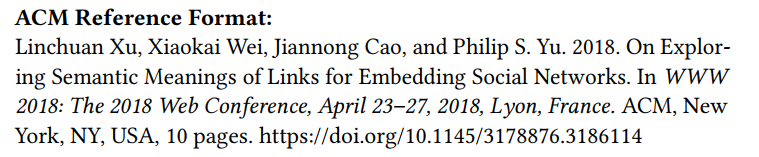 ACM Reference Format:
Linchuan Xu, Xiaokai Wei, Jiannong Cao, and Philip S. Yu. 2018. On Explor-
ing Semantic Meanings of Links for Embedding Social Networks. In WWW
2018: The 2018 Web Conference, April 23–27, 2018, Lyon, France. ACM, New
York, NY, USA, 10 pages. https://doi.org/10.1145/3178876.3186114